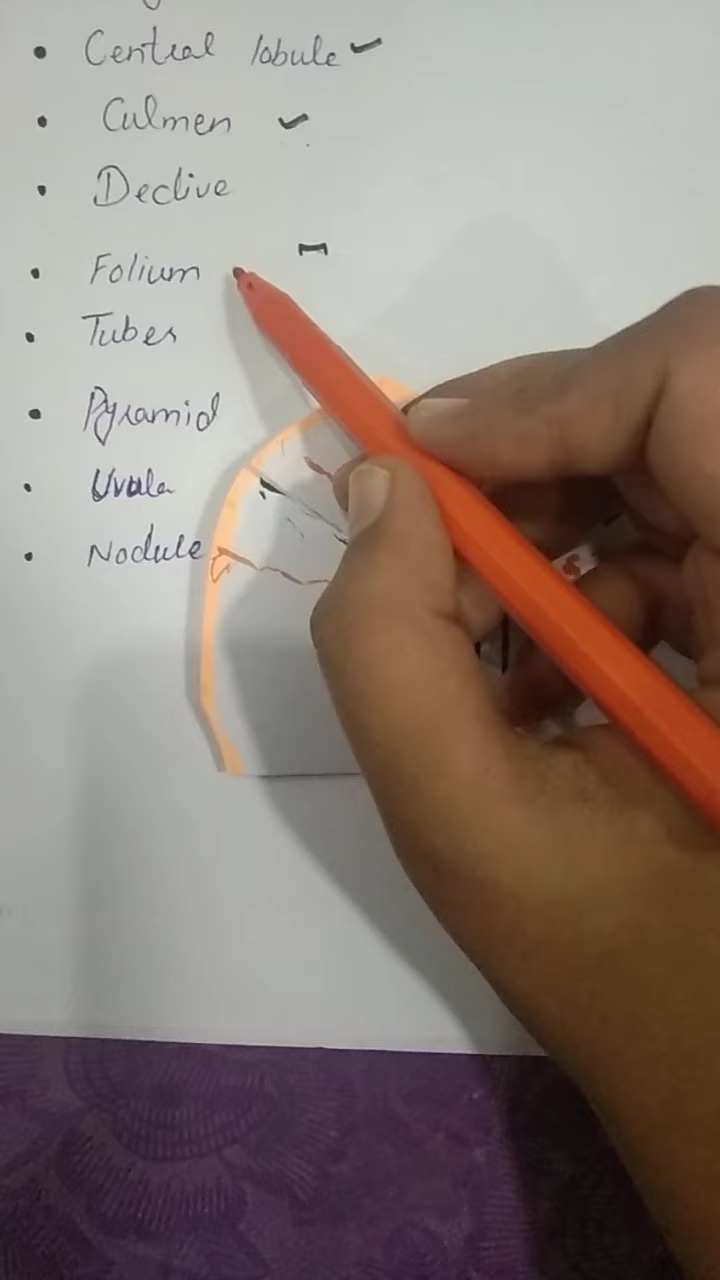 • Central lobule ✓
• Culmen ✓
• Declive
• Folium
• Tuber
• Pyramid
• Uvula
• Nodule